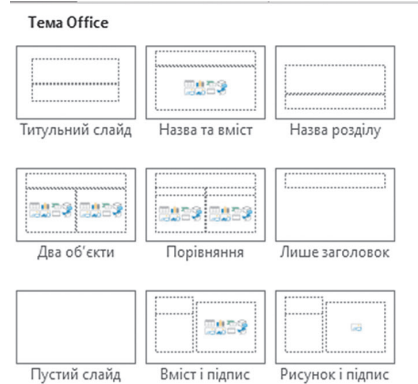 Тема Office
Титульний слайд
Назва та вміст
Назва розділу
Два об’єкти
Порівняння
Лише заголовок
Пустий слайд
Вміст і підпис
Рисунок і підпис